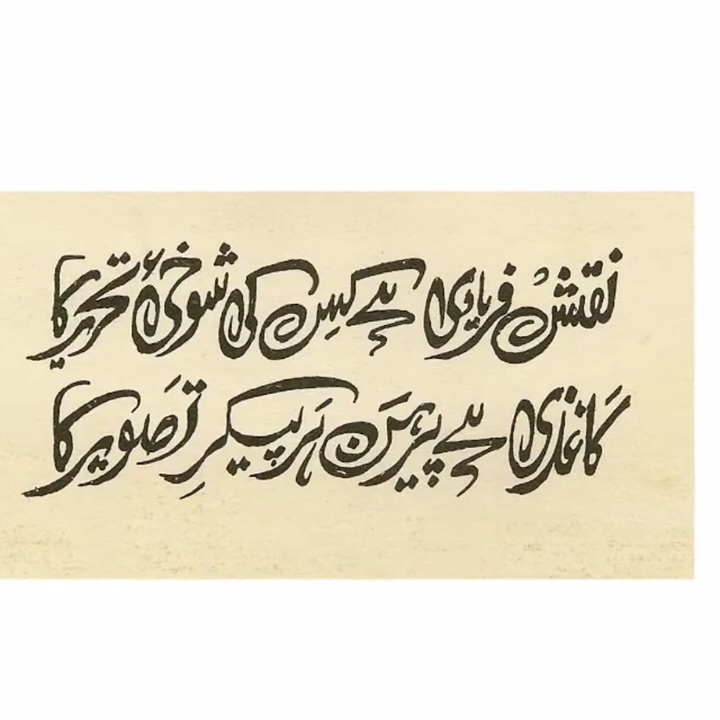 نقش فریادی ہے کس کی شوخیٔ تحریر کا
کاغذی ہے پیرہن ہر پیکرِ تصویر کا